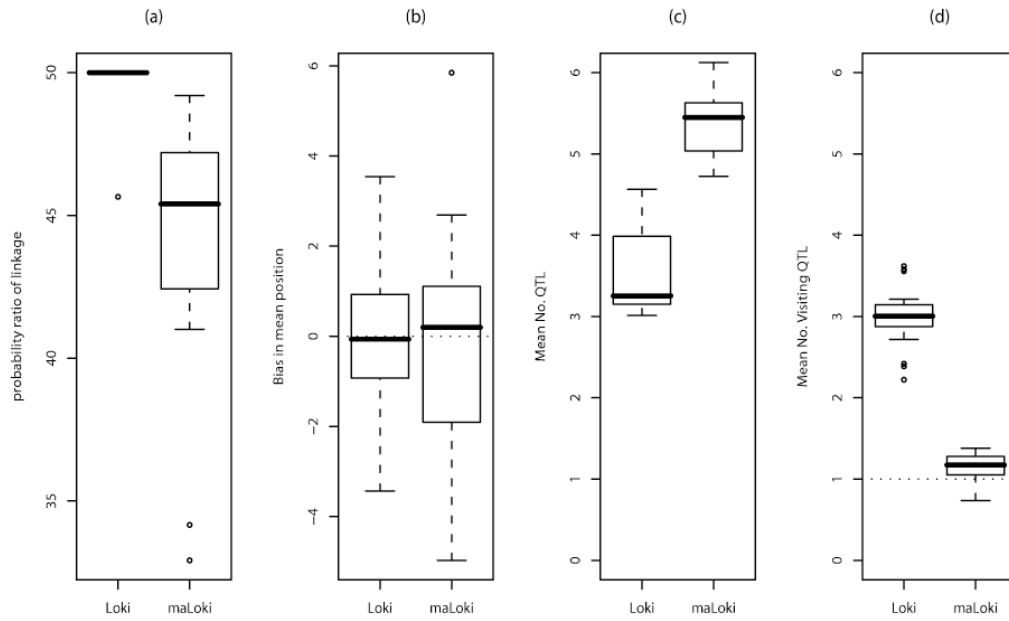 (a)
probability ratio of linkage
50
45
40
35
Loki
maLoki
(b)
Bias in mean position
6
4
2
0
−2
−4
Loki
maLoki
(c)
Mean No. QTL
6
5
4
3
2
1
0
Loki
maLoki
(d)
Mean No. Visiting QTL
6
5
4
3
2
1
0
Loki
maLoki